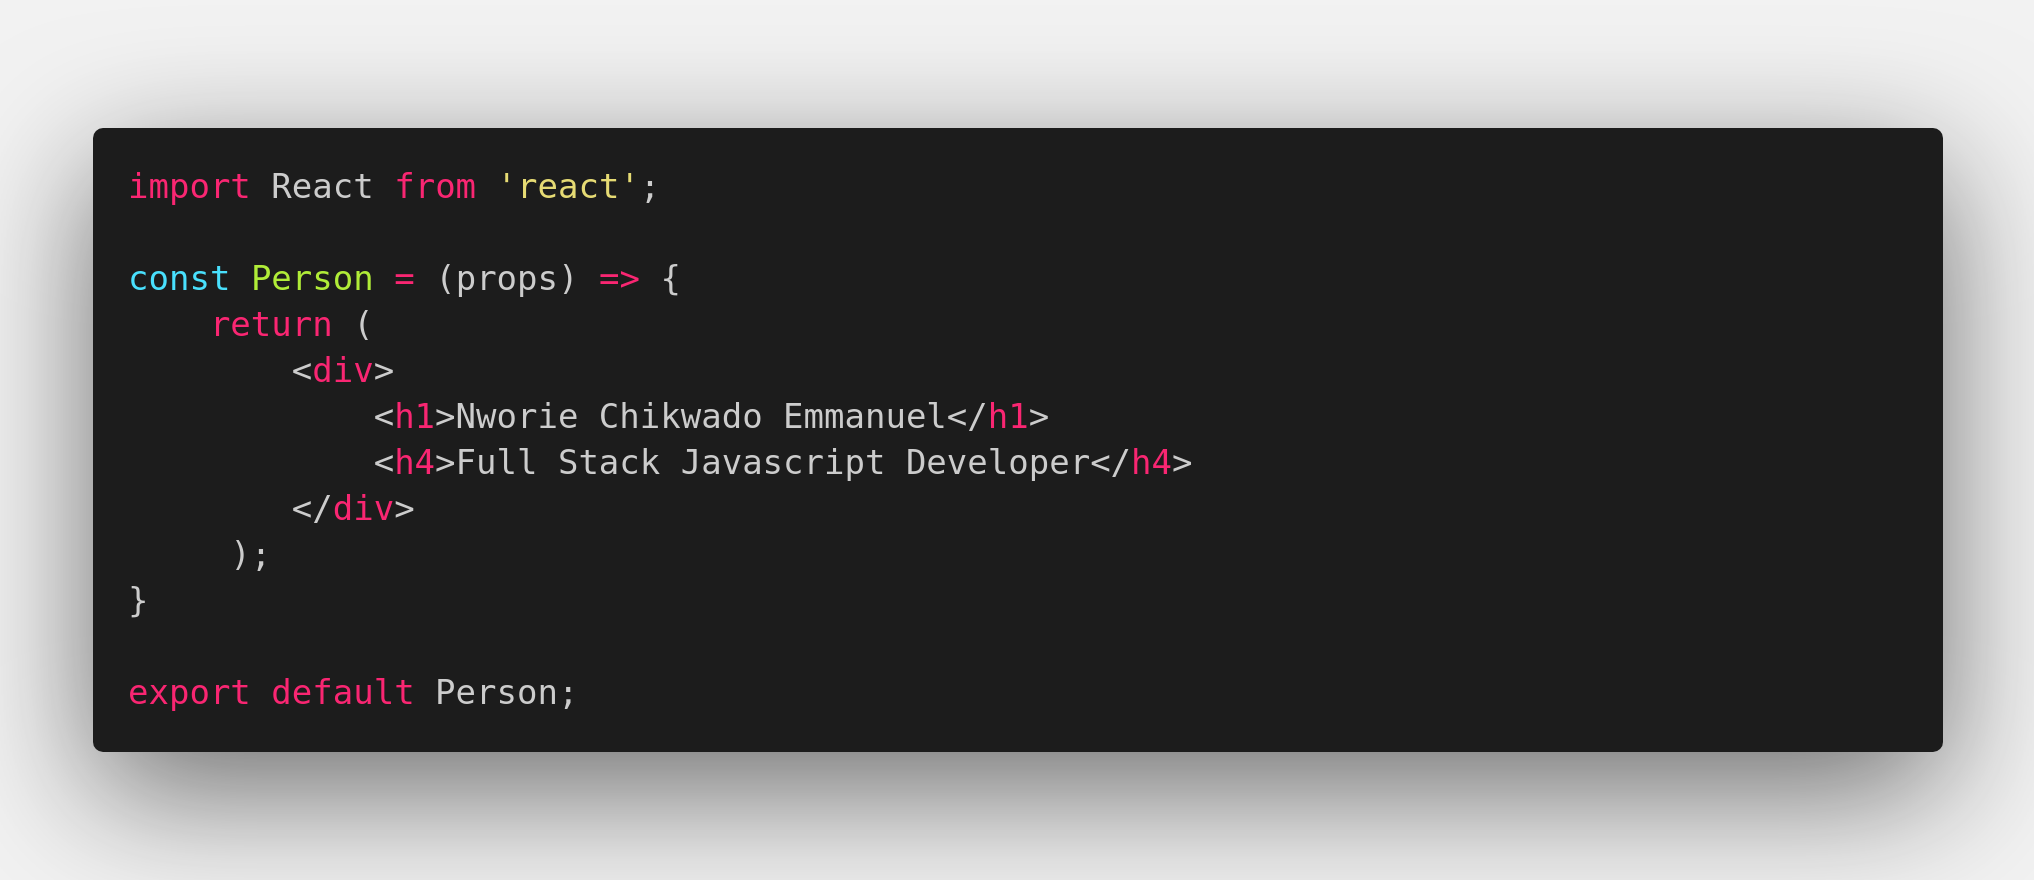 import React from 'react';

const Person = (props) => {
    return (
        <div>
            <h1>Nworie Chikwado Emmanuel</h1>
            <h4>Full Stack Javascript Developer</h4>
        </div>
     );
}

export default Person;